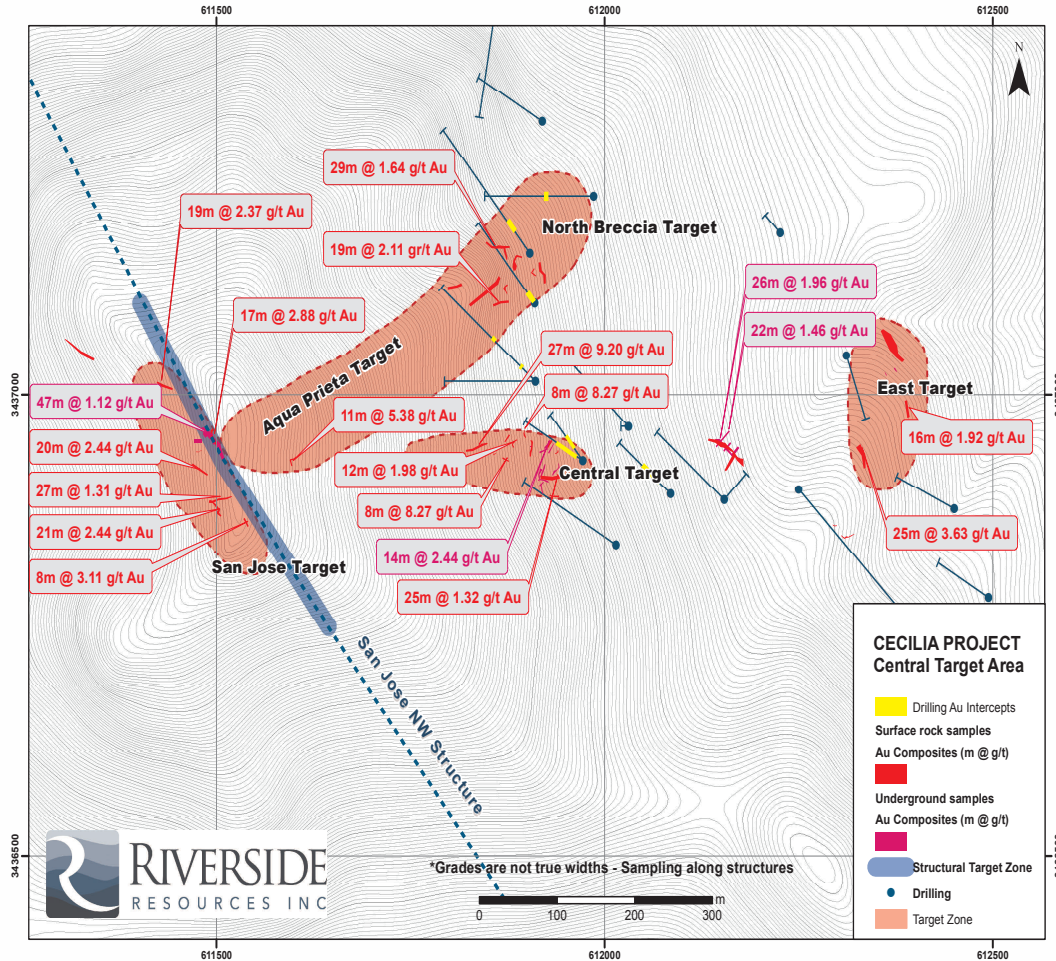 611500
612000
612500
N
29m @ 1.64 g/t Au
19m @ 2.37 g/t Au
North Breccia Target
19m @ 2.11 gr/t Au
26m @ 1.96 g/t Au
17m @ 2.88 g/t Au
22m @ 1.46 g/t Au
27m @ 9.20 g/t Au
Aqua Prieta Target
3437000
47m @ 1.12 g/t Au
8m @ 8.27 g/t Au
East Target
11m @ 5.38 g/t Au
20m @ 2.44 g/t Au
16m @ 1.92 g/t Au
12m @ 1.98 g/t Au
Central Target
27m @ 1.31 g/t Au
8m @ 8.27 g/t Au
21m @ 2.44 g/t Au
25m @ 3.63 g/t Au
14m @ 2.44 g/t Au
San Jose Target
8m @ 3.11 g/t Au
25m @ 1.32 g/t Au
San Jose NW Structure
CECILIA PROJECT
Central Target Area
Drilling Au Intercepts
Surface rock samples
Au Composites (m @ g/t)
Underground samples
Au Composites (m @ g/t)
Structural Target Zone
Drilling
Target Zone
3436500
RIVERSIDE
RESOURCES INC
*Grades are not true widths - Sampling along structures
m
0 100 200 300
611500
612000
612500